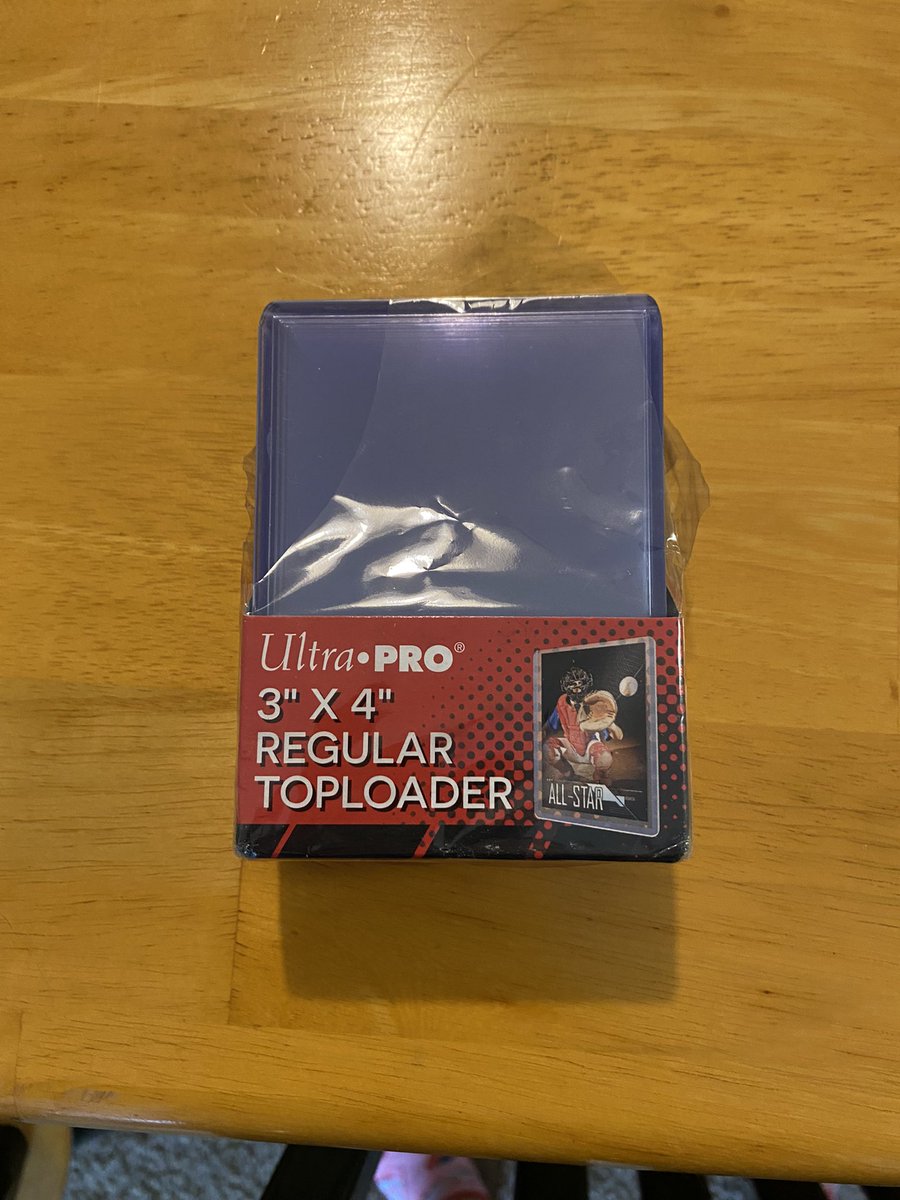 Ultra•PRO®
3" X 4"
REGULAR
TOPLOADER
ALL-STAR